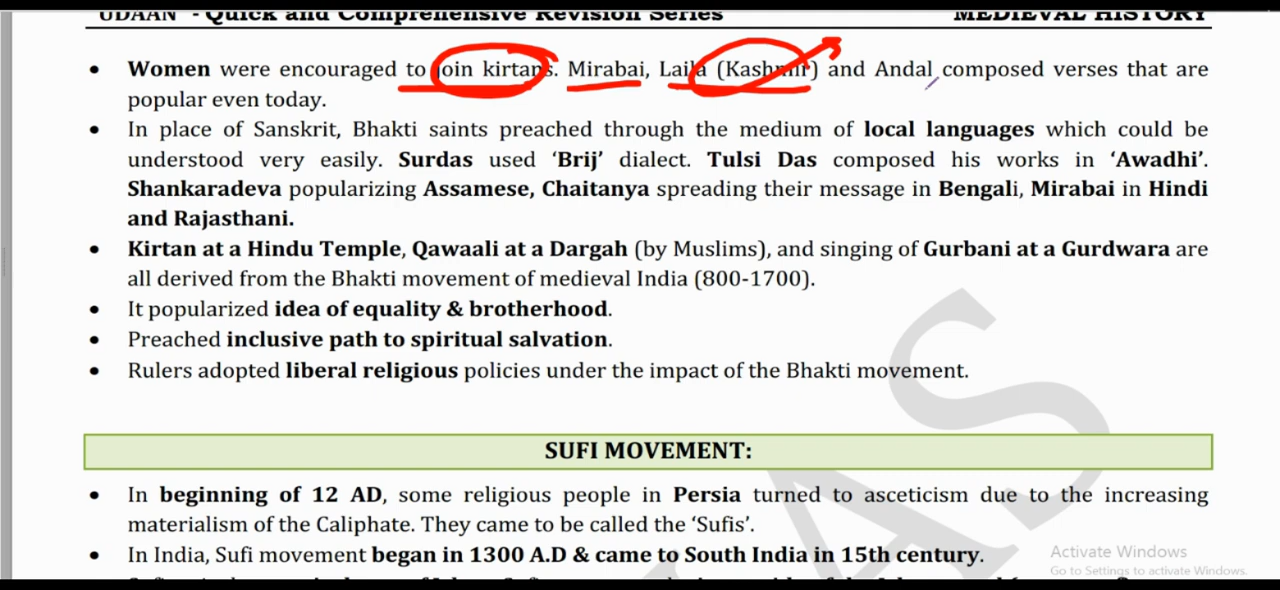 UDAAN - Quick and Comprehensive Revision Series MEDIEVAL HISTORY
• Women were encouraged to join kirtans. Mirabai, Laila (Kashmir) and Andal composed verses that are
popular even today.
• In place of Sanskrit, Bhakti saints preached through the medium of local languages which could be
understood very easily. Surdas used ‘Brij’ dialect. Tulsi Das composed his works in ‘Awadhi’.
Shankaradeva popularizing Assamese, Chaitanya spreading their message in Bengali, Mirabai in Hindi
and Rajasthani.
• Kirtan at a Hindu Temple, Qawaali at a Dargah (by Muslims), and singing of Gurbani at a Gurdwara are
all derived from the Bhakti movement of medieval India (800-1700).
• It popularized idea of equality & brotherhood.
• Preached inclusive path to spiritual salvation.
• Rulers adopted liberal religious policies under the impact of the Bhakti movement.
SUFI MOVEMENT:
• In beginning of 12 AD, some religious people in Persia turned to asceticism due to the increasing
materialism of the Caliphate. They came to be called the ‘Sufis’.
• In India, Sufi movement began in 1300 A.D & came to South India in 15th century.
Activate Windows
Go to Settings to activate Windows.